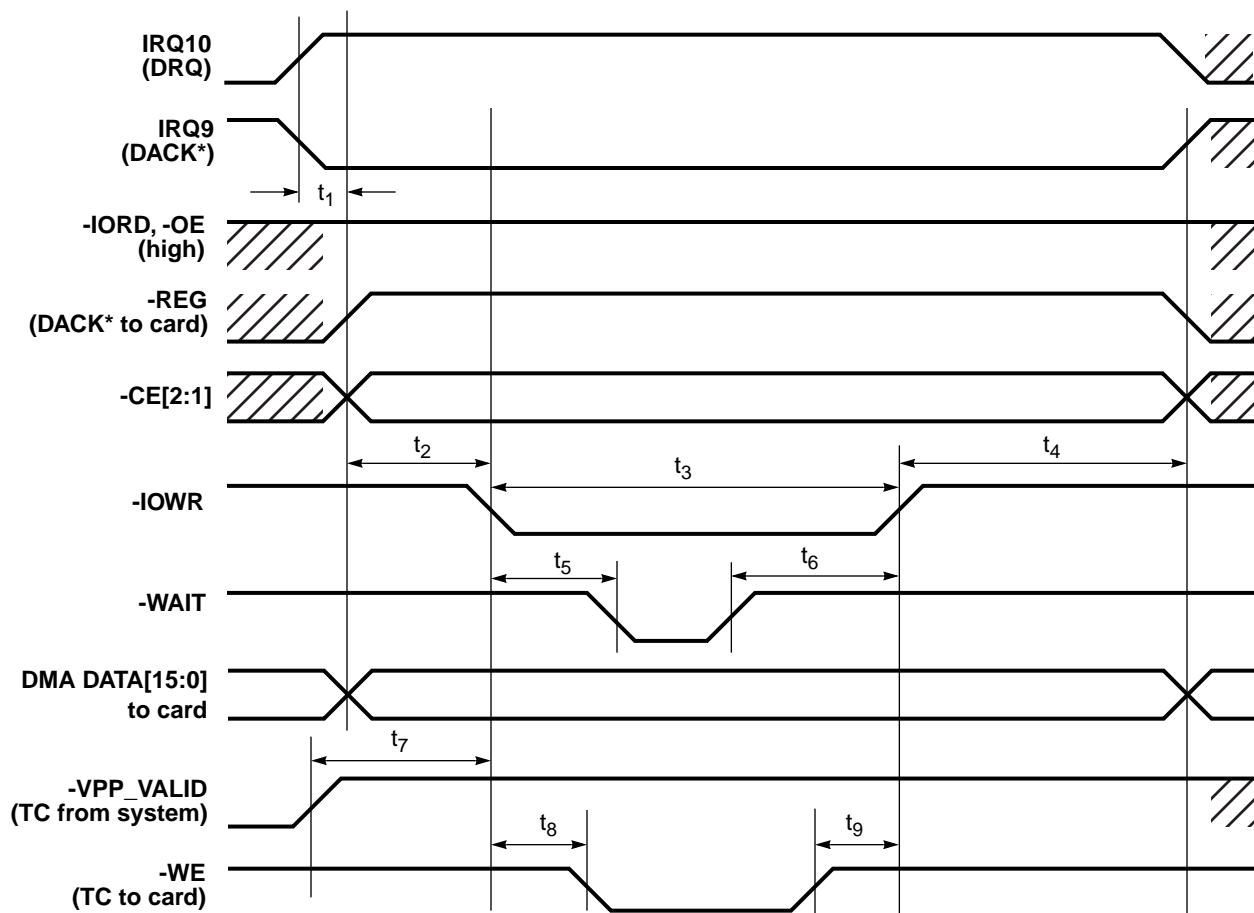 IRQ10
(DRQ)
IRQ9
(DACK*)
t1
-IORD, -OE
(high)
-REG
(DACK* to card)
-CE[2:1]
t2
t3
t4
-IOWR
t5
t6
-WAIT
DMA DATA[15:0]
to card
t7
-VPP_VALID
(TC from system)
t8
t9
-WE
(TC to card)